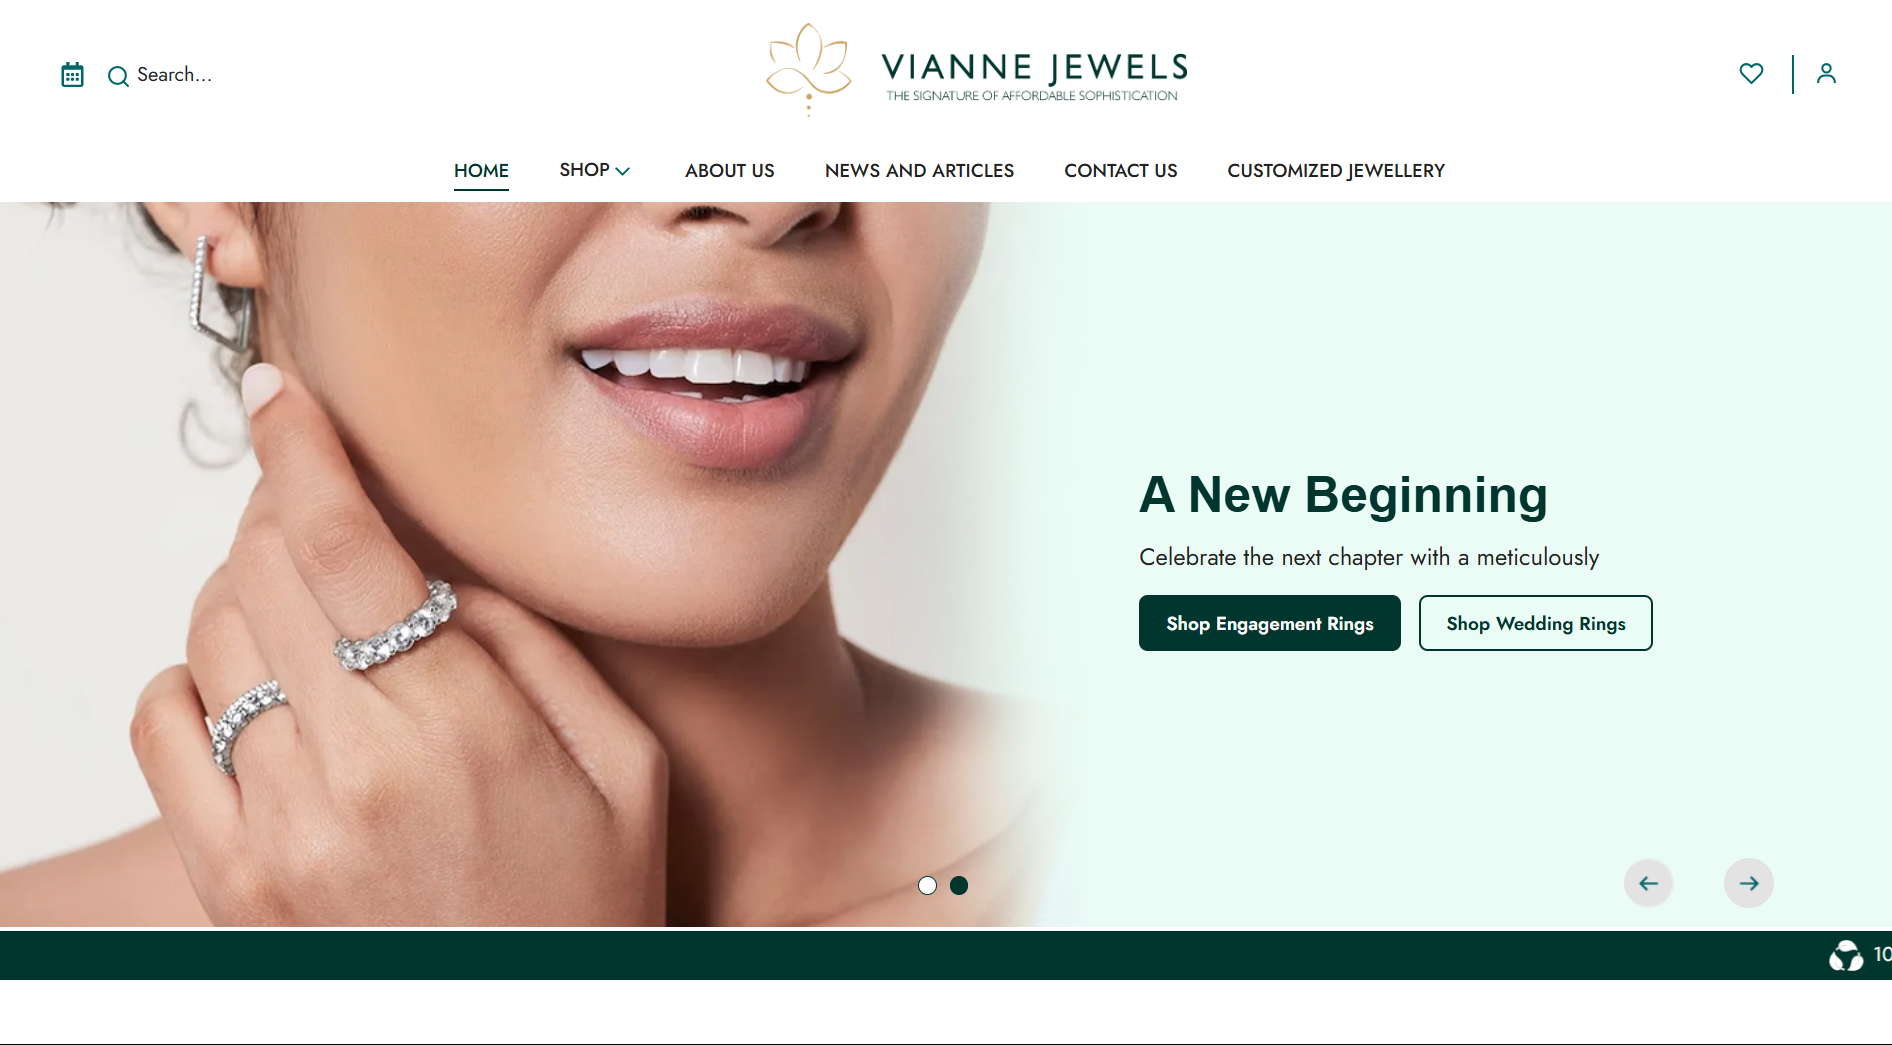 Search...
VIANNE JEWELS
THE SIGNATURE OF AFFORDABLE SOPHISTICATION
HOME SHOP ABOUT US NEWS AND ARTICLES CONTACT US CUSTOMIZED JEWELLERY
A New Beginning
Celebrate the next chapter with a meticulously
Shop Engagement Rings Shop Wedding Rings